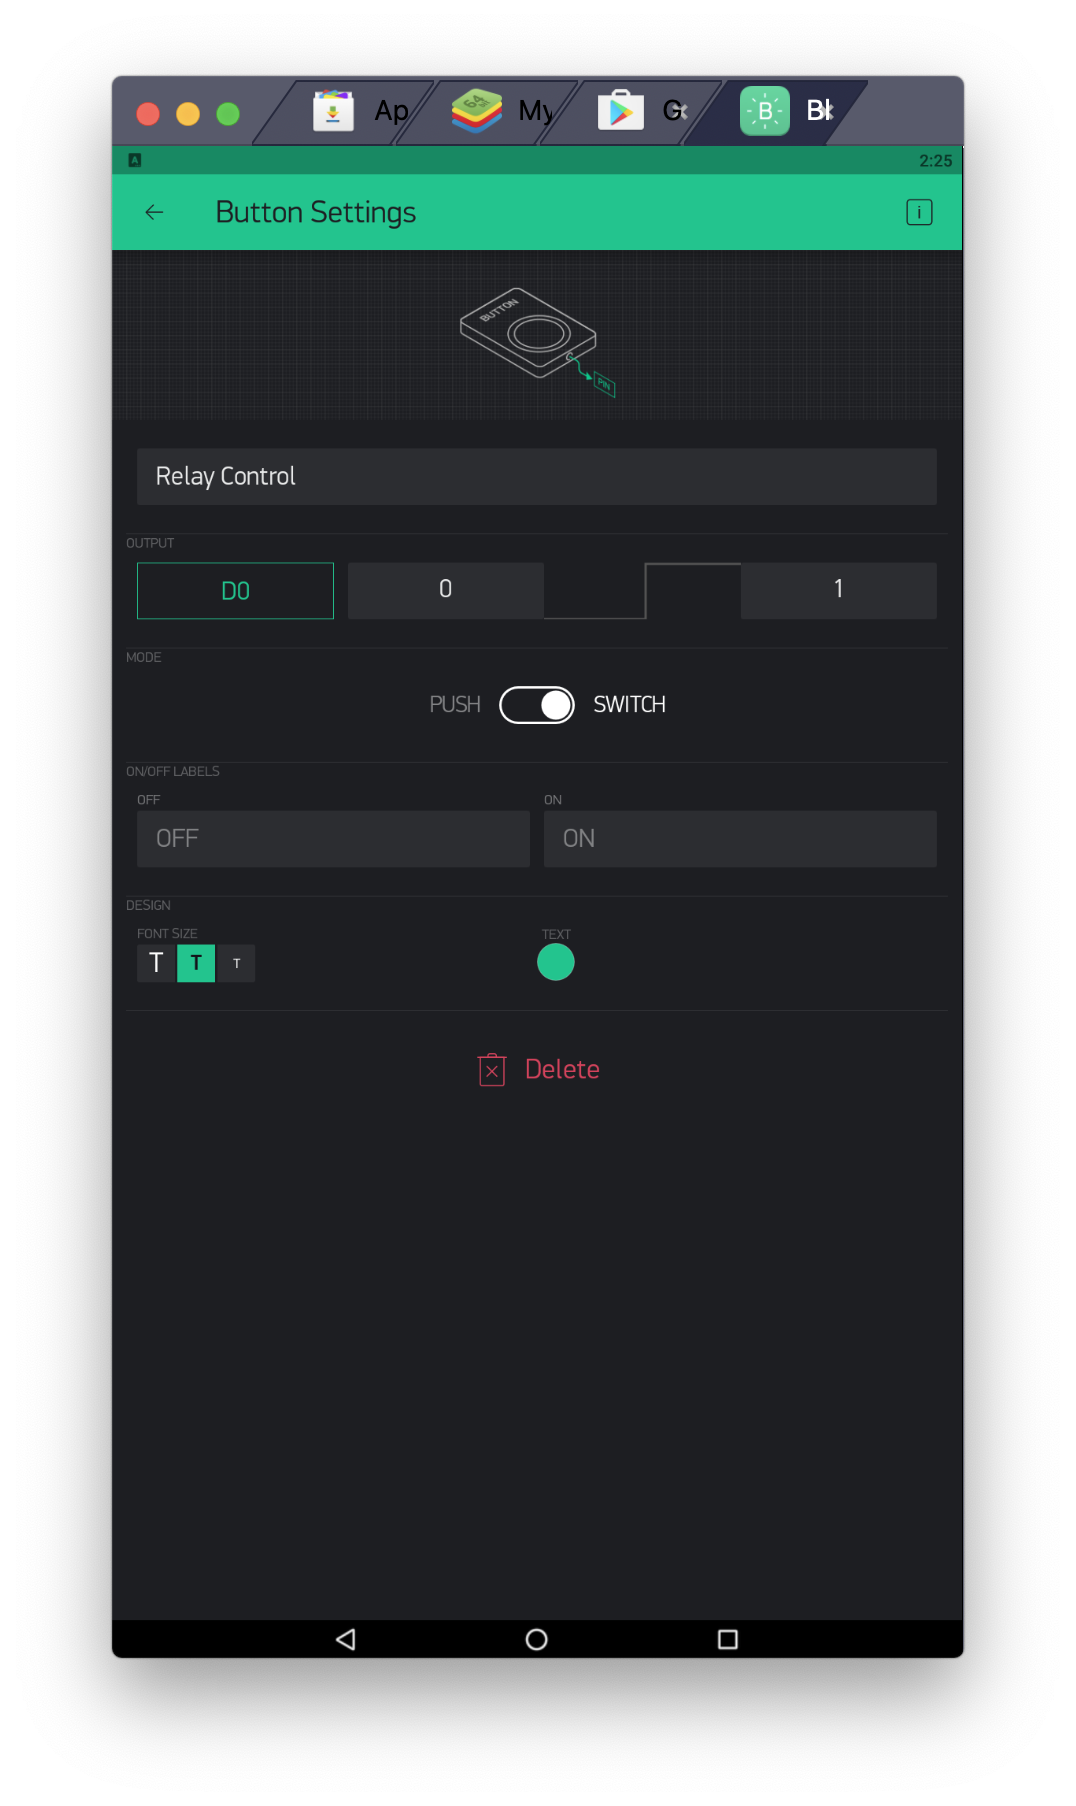 Ap
My
G
Bl
A
2:25
Button Settings
i
BUTTON
PIN
Relay Control
OUTPUT
D0
0
1
MODE
PUSH
SWITCH
ON/OFF LABELS
OFF
ON
OFF
ON
DESIGN
FONT SIZE
TEXT
T
T
T
Delete